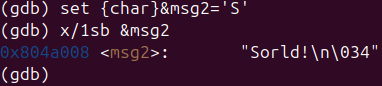 (gdb) set {char}&msg2='S'
(gdb) x/1sb &msg2
0x804a008 <msg2>:        "Sorld!\n\034"
(gdb)